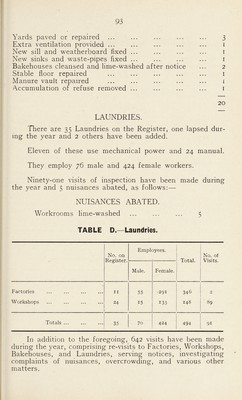 93
Yards paved or repaired ... ... ... ... ... 3
Extra ventilation provided ... ... ... ... ... 1
New sill and weatherboard fixed ... ... ... ... 1
New sinks and waste-pipes fixed ... ... ... ... 1
Bakehouses cleansed and lime-washed after notice ... 2
Stable floor repaired ... ... ... ... ... 1
Manure vault repaired ... ... ... ... ... 1
Accumulation of refuse removed ... ... ... ... 1
20
LAUNDRIES.
There are 35 Laundries on the Register, one lapsed dur-
ing the year and 2 others have been added.
Eleven of these use mechanical power and 24 manual.
They employ 76 male and 424 female workers.
Ninety-one visits of inspection have been made during
the year and 5 nuisances abated, as follows:—
NUISANCES ABATED.
Workrooms lime-washed ... ... ... 5
TABLE D.—Laundries.
No. on Register. Employees. Total. No. of Visits.
Male. Female.
Factories ... ... ... ... 11 55 291 346 2
Workshops ... ... ... ... 24 15 133 148 89
Totals ... ... ... 35 70 424 494 91
In addition to the foregoing, 642 visits have been made
during the year, comprising re-visits to Factories, Workshops,
Bakehouses, and Laundries, serving notices, investigating
complaints of nuisances, overcrowding, and various other
matters.